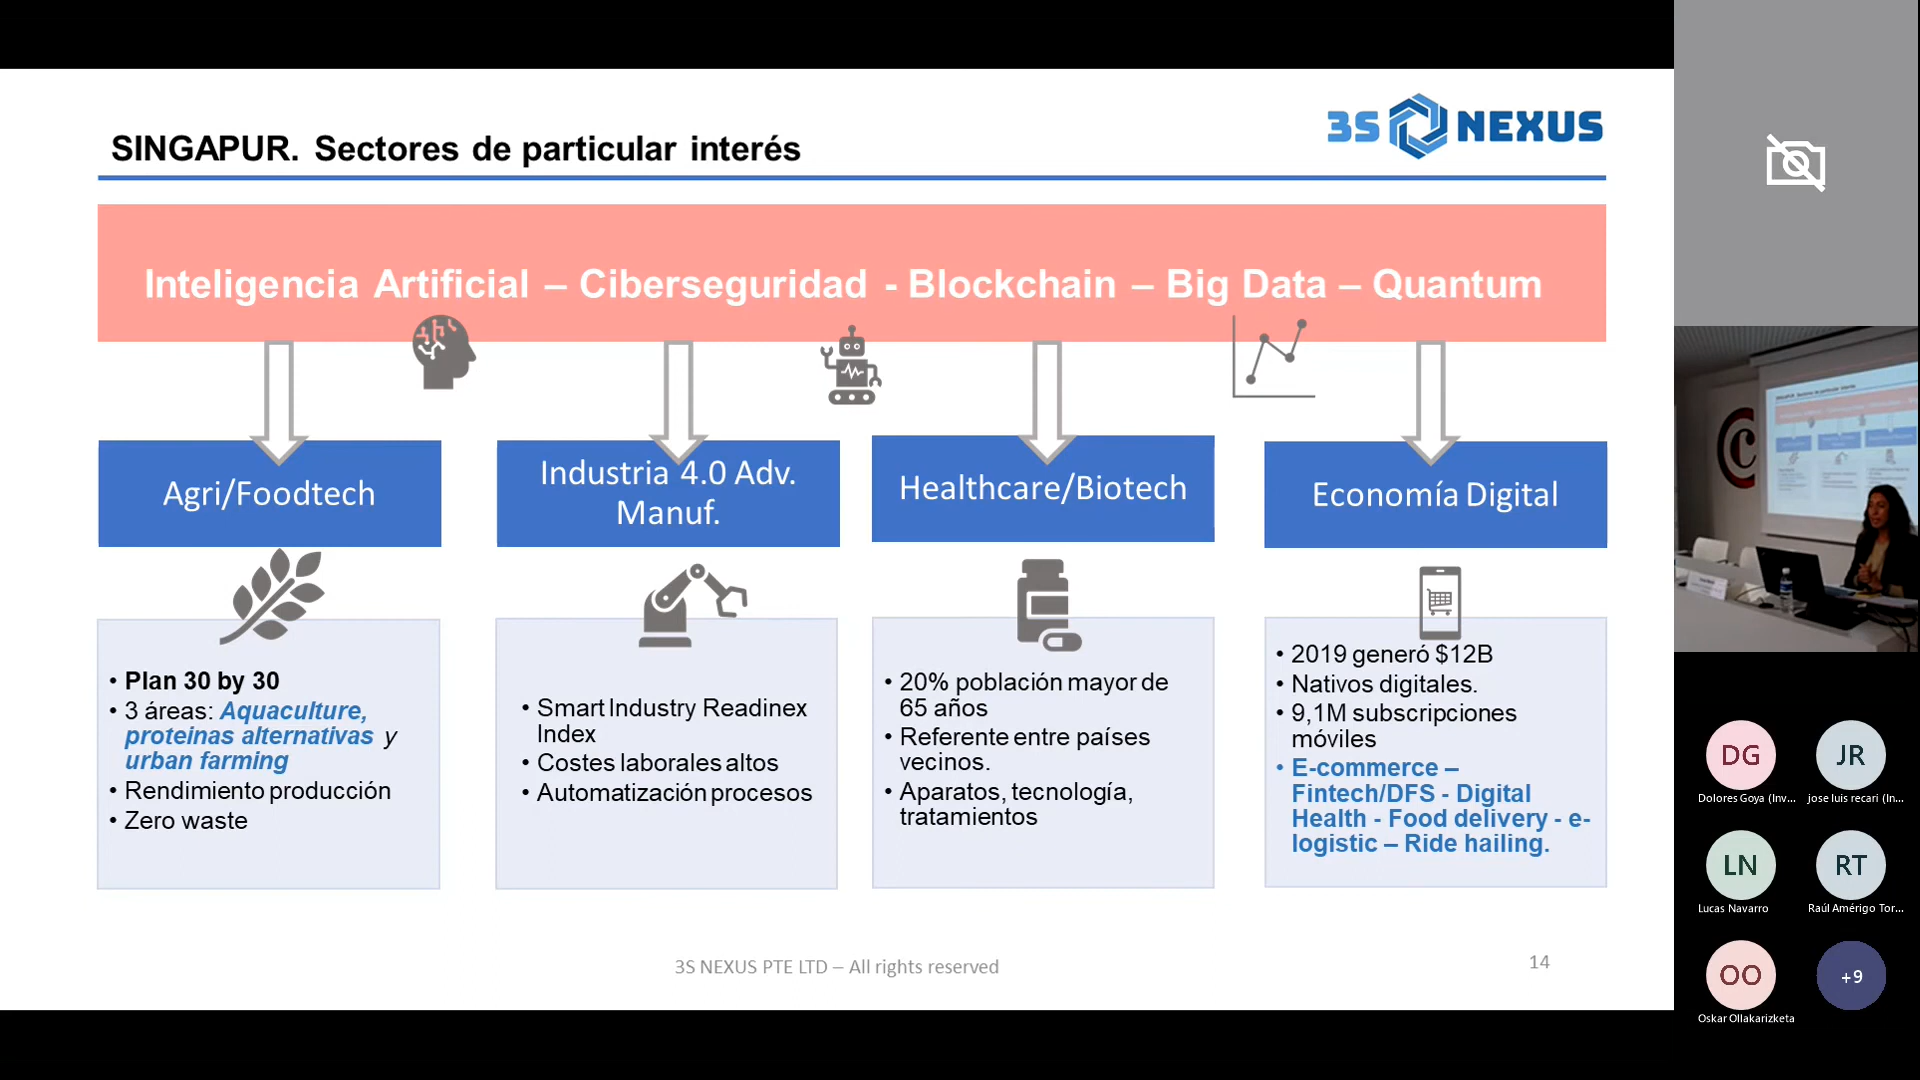 SINGAPUR. Sectores de particular interés
3S NEXUS
Inteligencia Artificial – Ciberseguridad - Blockchain – Big Data – Quantum
Agri/Foodtech
Industria 4.0 Adv.
Manuf.
Healthcare/Biotech
Economía Digital
• Plan 30 by 30
• 3 áreas: Aquaculture,
proteinas alternativas y
urban farming
• Rendimiento producción
• Zero waste
• Smart Industry Readinex
Index
• Costes laborales altos
• Automatización procesos
• 20% población mayor de
65 años
• Referente entre países
vecinos.
• Aparatos, tecnología,
tratamientos
• 2019 generó $12B
• Nativos digitales.
• 9,1M subscripciones
móviles
• E-commerce –
Fintech/DFS - Digital
Health - Food delivery - e-
logistic – Ride hailing.
3S NEXUS PTE LTD – All rights reserved
14
DG
Dolores Goya (Inv...
JR
jose luis recari (In...
LN
Lucas Navarro
RT
Raúl Amérigo Tor...
OO
Oskar Ollakarizketa
+9